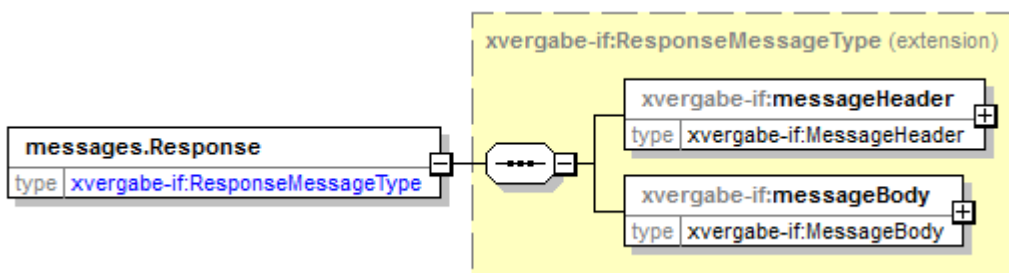 xvergabe-if:ResponseMessageType (extension)
xvergabe-if:messageHeader
type xvergabe-if:MessageHeader
messages.Response
type xvergabe-if:ResponseMessageType
xvergabe-if:messageBody
type xvergabe-if:MessageBody